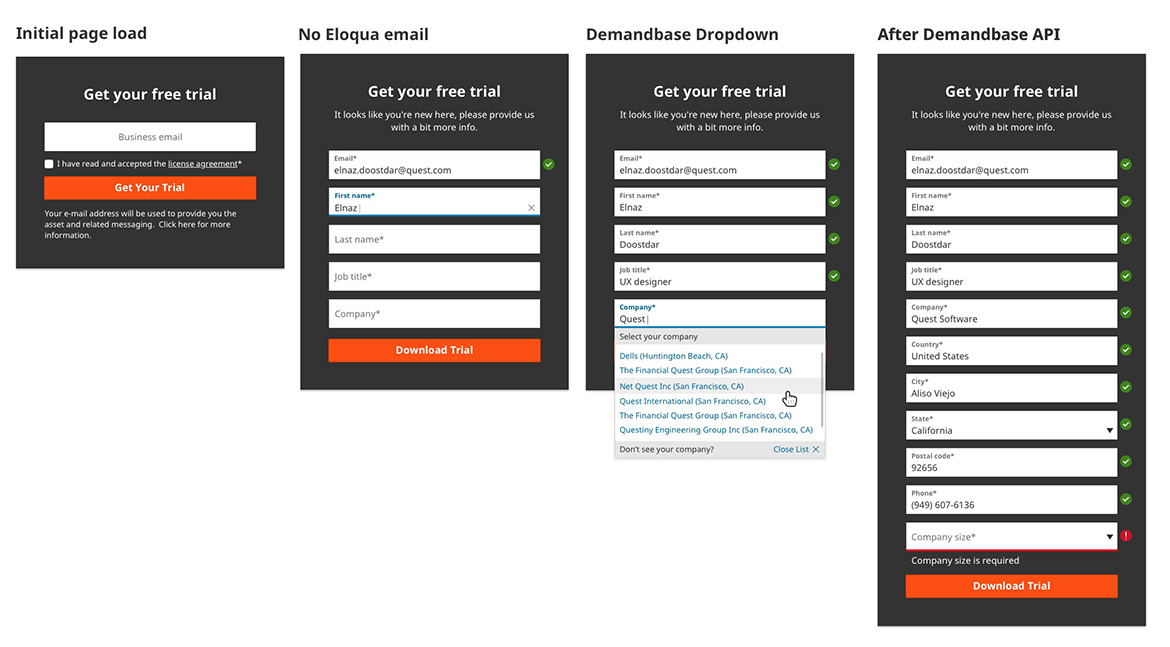 Initial page load
Get your free trial
Business email
I have read and accepted the license agreement*
Get Your Trial
Your e-mail address will be used to provide you the
asset and related messaging.  Click here for more
information.
No Eloqua email
Get your free trial
It looks like you're new here, please provide us
with a bit more info.
Email*
elnaz.doostdar@quest.com
First name*
Elnaz
Last name*
Job title*
Company*
Download Trial
Demandbase Dropdown
Get your free trial
It looks like you're new here, please provide us
with a bit more info.
Email*
elnaz.doostdar@quest.com
First name*
Elnaz
Last name*
Doostdar
Job title*
UX designer
Company*
Quest
Select your company
Dells (Huntington Beach, CA)
The Financial Quest Group (San Francisco, CA)
Net Quest Inc (San Francisco, CA)
Quest International (San Francisco, CA)
The Financial Quest Group (San Francisco, CA)
Questiny Engineering Group Inc (San Francisco, CA)
Don't see your company? Close List
After Demandbase API
Get your free trial
It looks like you're new here, please provide us
with a bit more info.
Email*
elnaz.doostdar@quest.com
First name*
Elnaz
Last name*
Doostdar
Job title*
UX designer
Company*
Quest Software
Country*
United States
City*
Aliso Viejo
State*
California
Postal code*
92656
Phone*
(949) 607-6136
Company size*
Company size is required
Download Trial